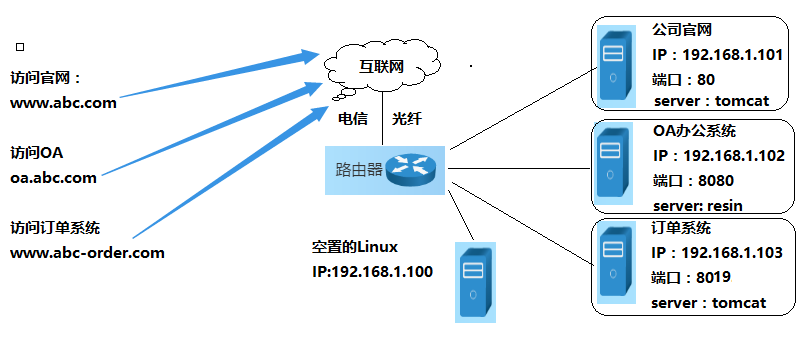 访问官网：
www.abc.com
访问OA
oa.abc.com
访问订单系统
www.abc-order.com
互联网
电信 光纤
路由器
空置的Linux
IP:192.168.1.100
公司官网
IP：192.168.1.101
端口：80
server：tomcat
OA办公系统
IP：192.168.1.102
端口：8080
server: resin
订单系统
IP：192.168.1.103
端口：8019
server：tomcat